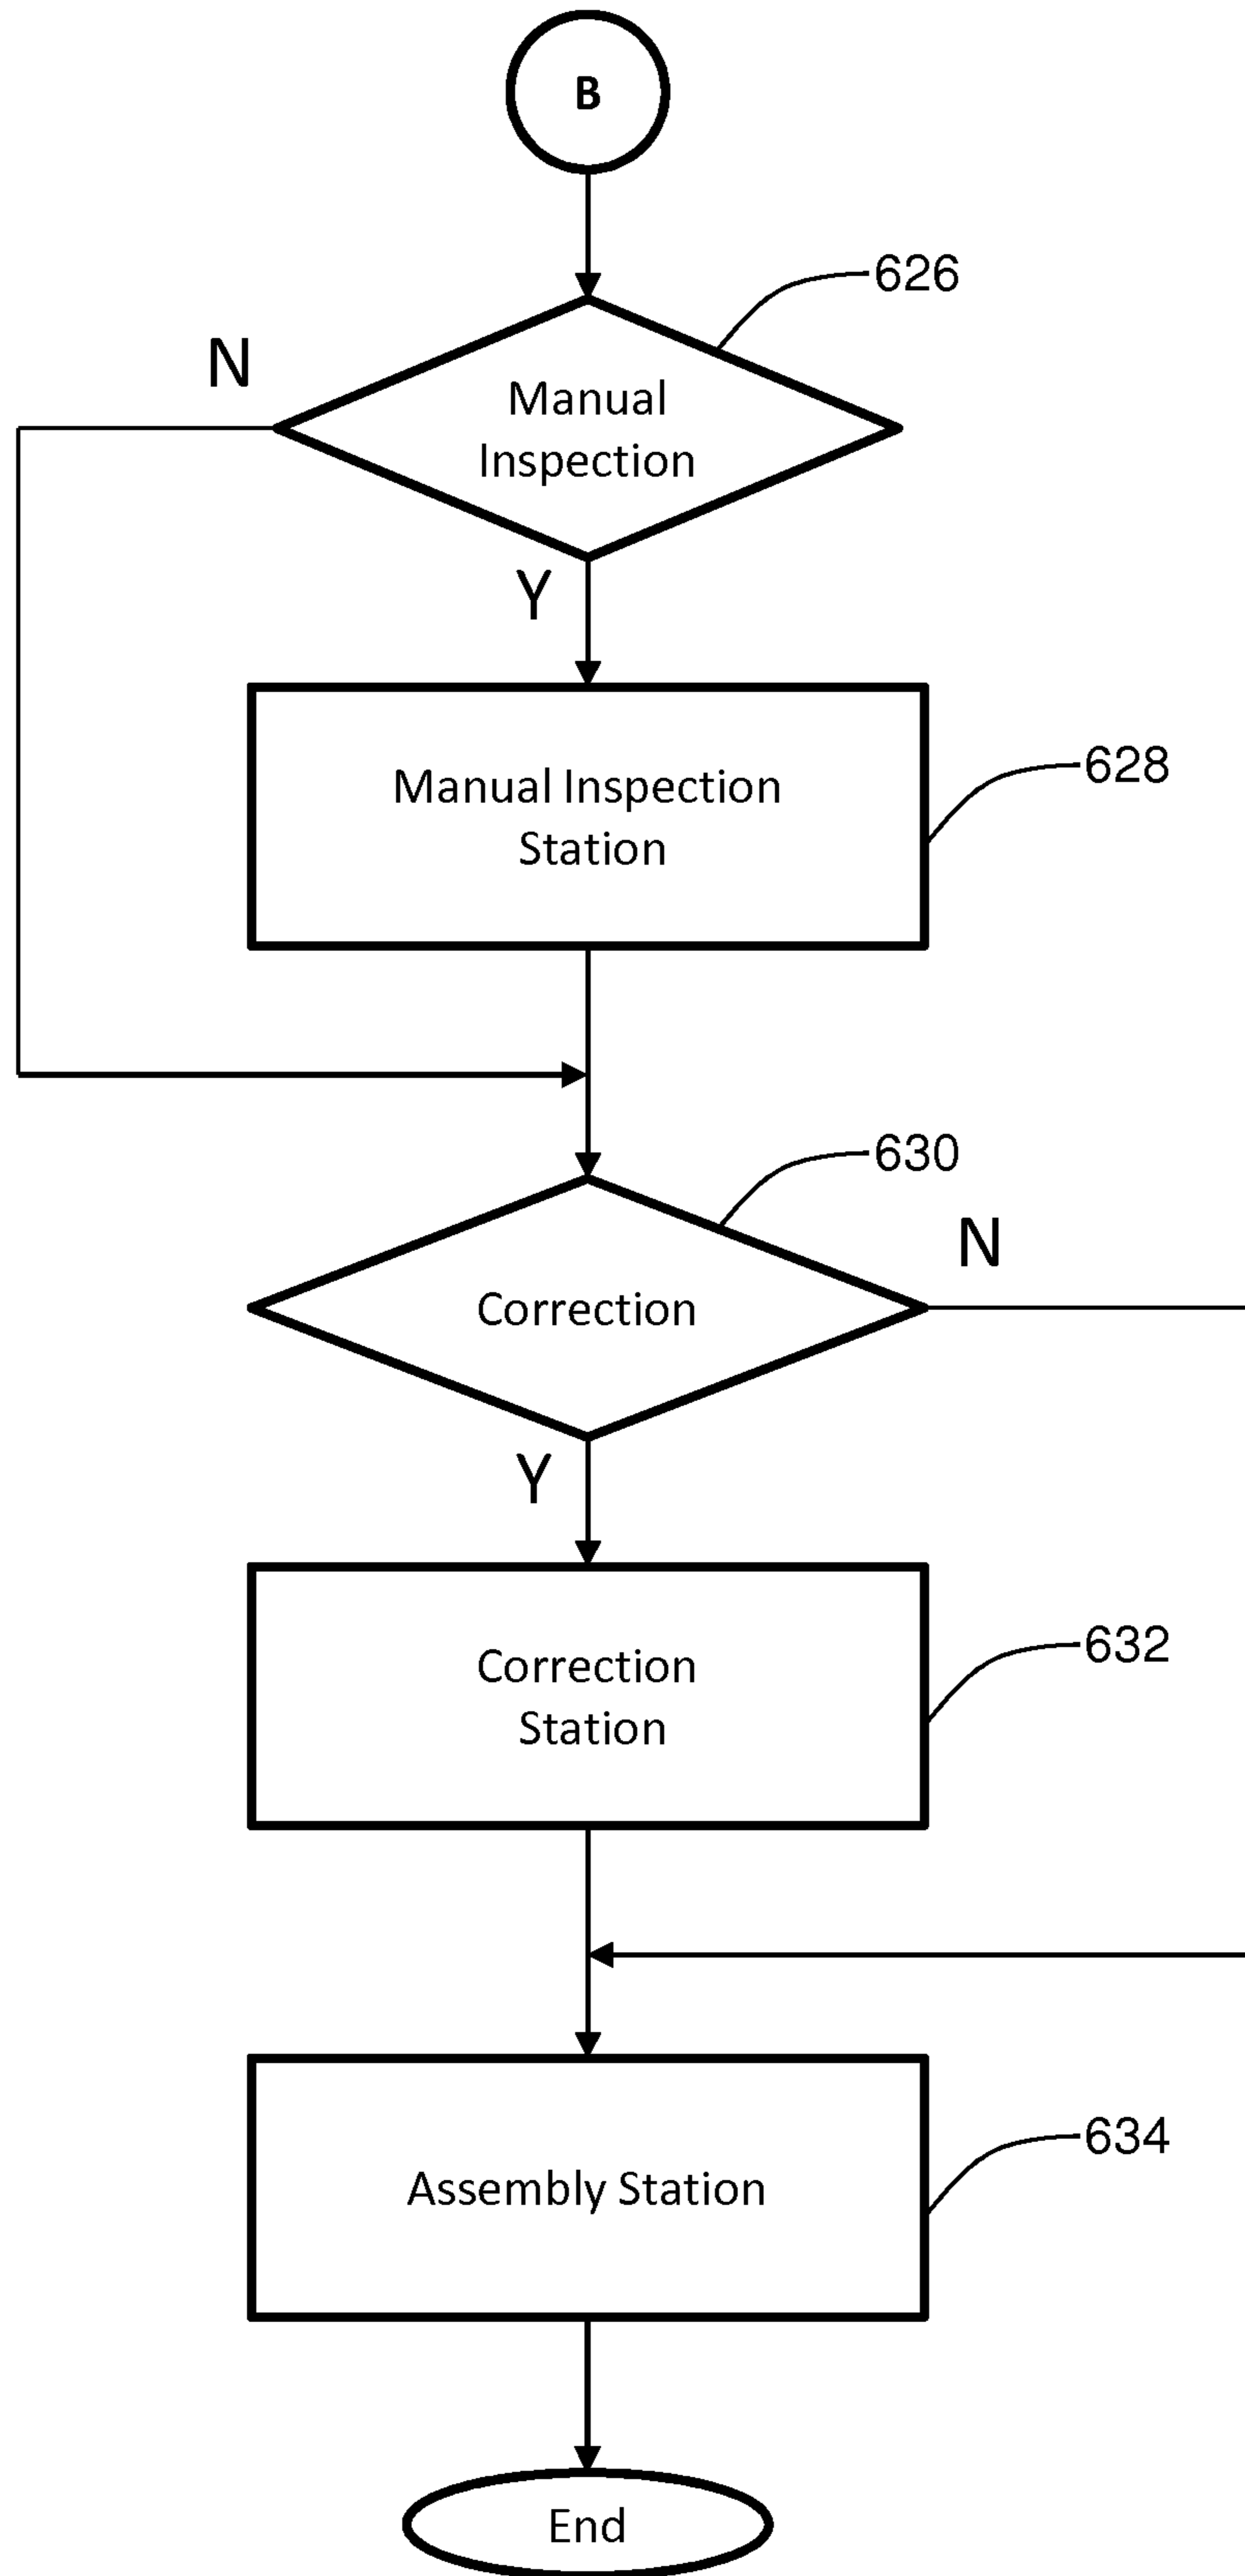 B
626
N
Manual
Inspection
Y
Manual Inspection
Station
628
630
N
Correction
Y
Correction
Station
632
634
Assembly Station
End